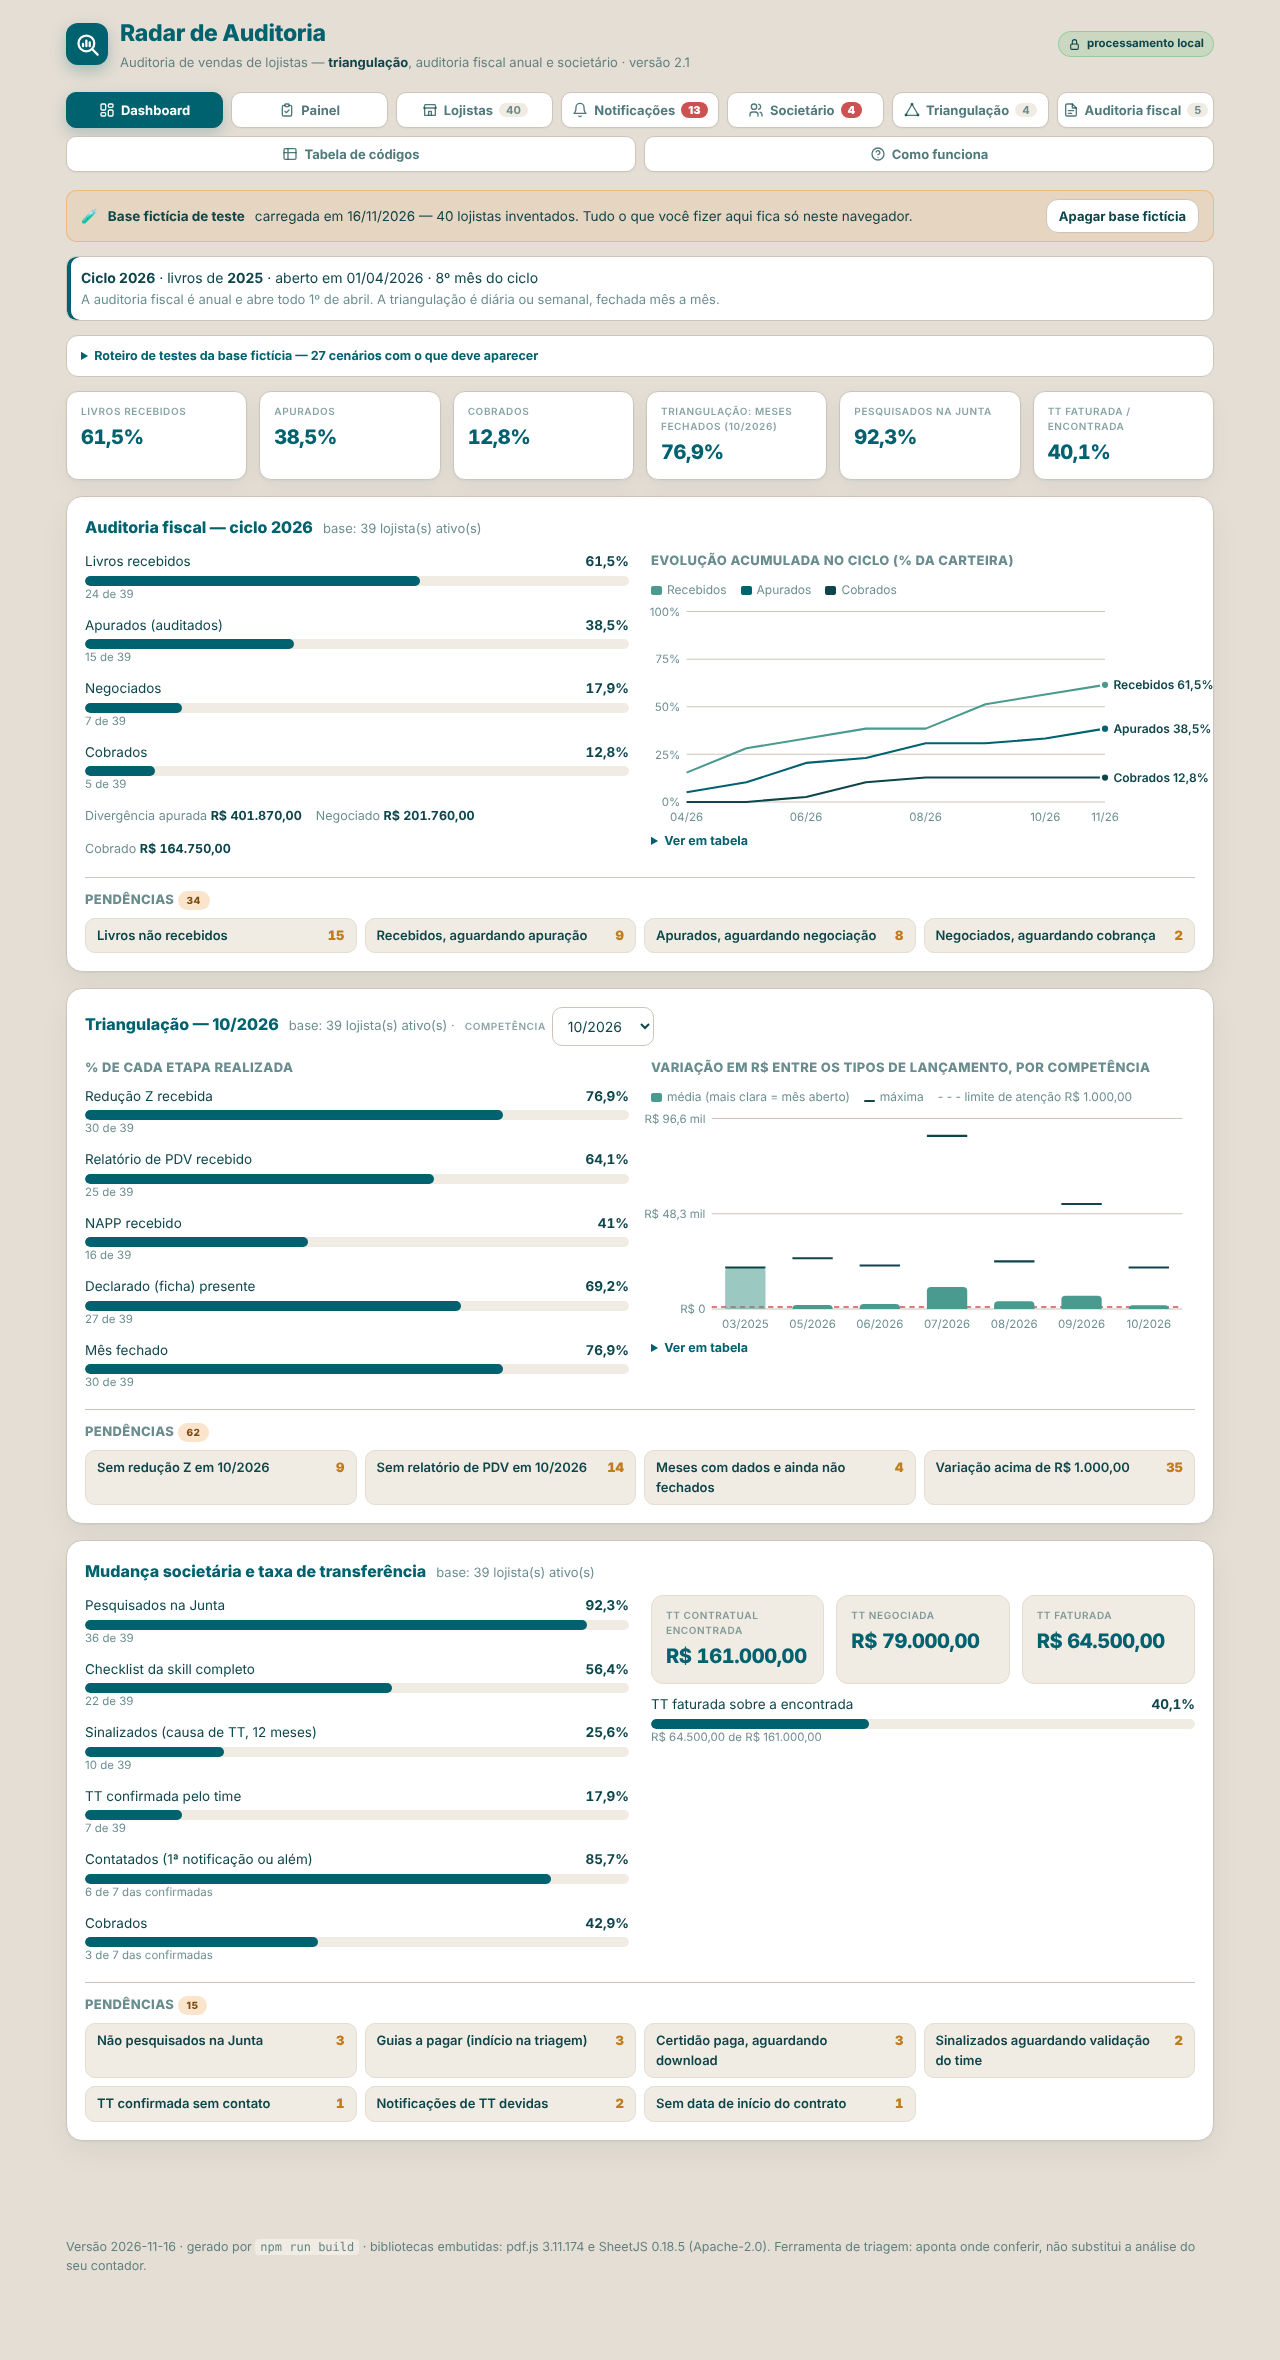 Radar de Auditoria
Auditoria de vendas de lojistas — triangulação, auditoria fiscal anual e societário · versão 2.1
processamento local
Dashboard
Painel
Lojistas 40
Notificações 13
Societário 4
Triangulação 4
Auditoria fiscal 5
Tabela de códigos
Como funciona
Base fictícia de teste carregada em 16/11/2026 — 40 lojistas inventados. Tudo o que você fizer aqui fica só neste navegador.
Apagar base fictícia
Ciclo 2026 · livros de 2025 · aberto em 01/04/2026 · 8º mês do ciclo
A auditoria fiscal é anual e abre todo 1º de abril. A triangulação é diária ou semanal, fechada mês a mês.
Roteiro de testes da base fictícia — 27 cenários com o que deve aparecer
LIVROS RECEBIDOS
61,5%
APURADOS
38,5%
COBRADOS
12,8%
TRIANGULAÇÃO: MESES
FECHADOS (10/2026)
76,9%
PESQUISADOS NA JUNTA
92,3%
TT FATURADA /
ENCONTRADA
40,1%
Auditoria fiscal — ciclo 2026 base: 39 lojista(s) ativo(s)
Livros recebidos 61,5%
24 de 39
Apurados (auditados) 38,5%
15 de 39
Negociados 17,9%
7 de 39
Cobrados 12,8%
5 de 39
Divergência apurada R$ 401.870,00 Negociado R$ 201.760,00
Cobrado R$ 164.750,00
EVOLUÇÃO ACUMULADA NO CICLO (% DA CARTEIRA)
Recebidos Apurados Cobrados
100%
75%
50%
25%
0%
Recebidos 61,5%
Apurados 38,5%
Cobrados 12,8%
04/26 06/26 08/26 10/26 11/26
Ver em tabela
PENDÊNCIAS 34
Livros não recebidos 15
Recebidos, aguardando apuração 9
Apurados, aguardando negociação 8
Negociados, aguardando cobrança 2
Triangulação — 10/2026 base: 39 lojista(s) ativo(s) · COMPETÊNCIA 10/2026
% DE CADA ETAPA REALIZADA
Redução Z recebida 76,9%
30 de 39
Relatório de PDV recebido 64,1%
25 de 39
NAPP recebido 41%
16 de 39
Declarado (ficha) presente 69,2%
27 de 39
Mês fechado 76,9%
30 de 39
VARIAÇÃO EM R$ ENTRE OS TIPOS DE LANÇAMENTO, POR COMPETÊNCIA
média (mais clara = mês aberto) máxima - - - limite de atenção R$ 1.000,00
R$ 96,6 mil
R$ 48,3 mil
R$ 0
03/2025 05/2026 06/2026 07/2026 08/2026 09/2026 10/2026
Ver em tabela
PENDÊNCIAS 62
Sem redução Z em 10/2026 9
Sem relatório de PDV em 10/2026 14
Meses com dados e ainda não 4
fechados
Variação acima de R$ 1.000,00 35
Mudança societária e taxa de transferência base: 39 lojista(s) ativo(s)
Pesquisados na Junta 92,3%
36 de 39
Checklist da skill completo 56,4%
22 de 39
Sinalizados (causa de TT, 12 meses) 25,6%
10 de 39
TT confirmada pelo time 17,9%
7 de 39
Contatados (1ª notificação ou além) 85,7%
6 de 7 das confirmadas
Cobrados 42,9%
3 de 7 das confirmadas
TT CONTRATUAL
ENCONTRADA
R$ 161.000,00
TT NEGOCIADA
R$ 79.000,00
TT FATURADA
R$ 64.500,00
TT faturada sobre a encontrada 40,1%
R$ 64.500,00 de R$ 161.000,00
PENDÊNCIAS 15
Não pesquisados na Junta 3
Guias a pagar (indício na triagem) 3
Certidão paga, aguardando 3
download
Sinalizados aguardando validação 2
do time
TT confirmada sem contato 1
Notificações de TT devidas 2
Sem data de início do contrato 1
Versão 2026-11-16 · gerado por npm run build · bibliotecas embutidas: pdf.js 3.11.174 e SheetJS 0.18.5 (Apache-2.0). Ferramenta de triagem: aponta onde conferir, não substitui a análise do
seu contador.